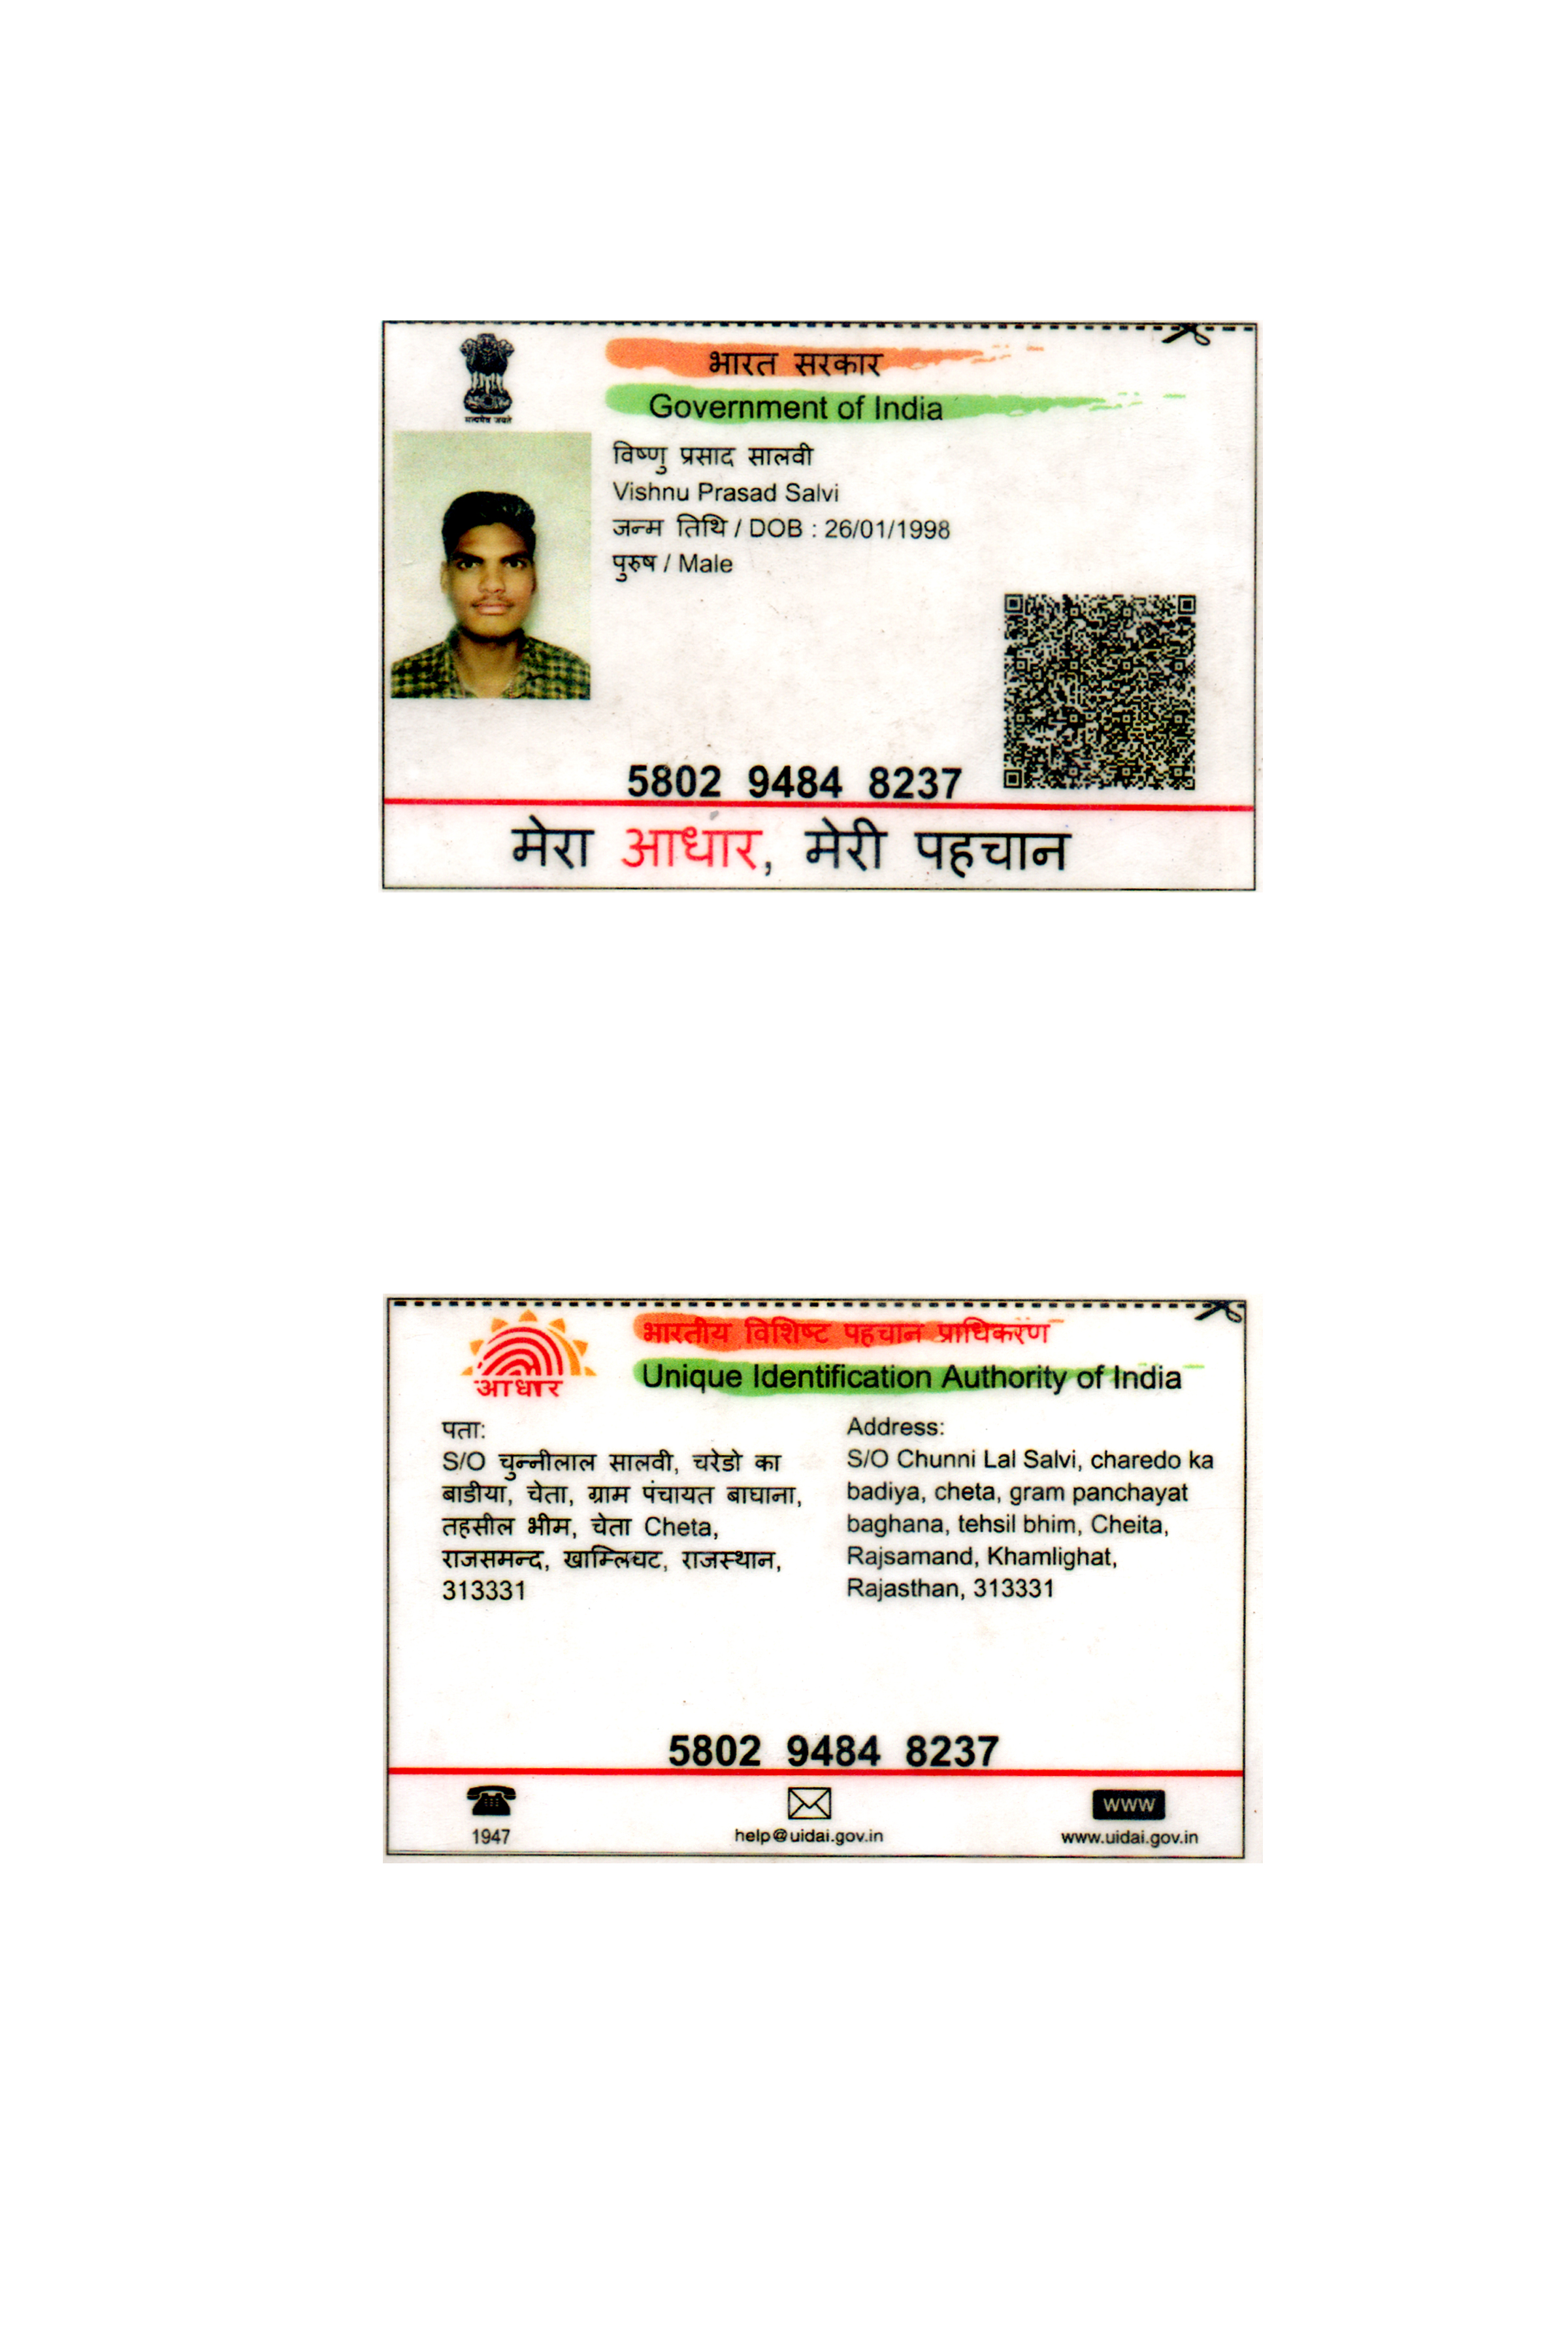 सत्यमेव जयते
भारत सरकार
Government of India
विष्णु प्रसाद सालवी
Vishnu Prasad Salvi
जन्म तिथि / DOB : 26/01/1998
पुरुष / Male
5802 9484 8237
मेरा आधार, मेरी पहचान
आधार
भारतीय विशिष्ट पहचान प्राधिकरण
Unique Identification Authority of India
पता:
S/O चुन्नीलाल सालवी, चरेडो का
बाडीया, चेता, ग्राम पंचायत बाघाना,
तहसील भीम, चेता Cheta,
राजसमन्द, खाम्लिघट, राजस्थान,
313331
Address:
S/O Chunni Lal Salvi, charedo ka
badiya, cheta, gram panchayat
baghana, tehsil bhim, Cheita,
Rajsamand, Khamlighat,
Rajasthan, 313331
5802 9484 8237
1947
help@uidai.gov.in
WWW
www.uidai.gov.in